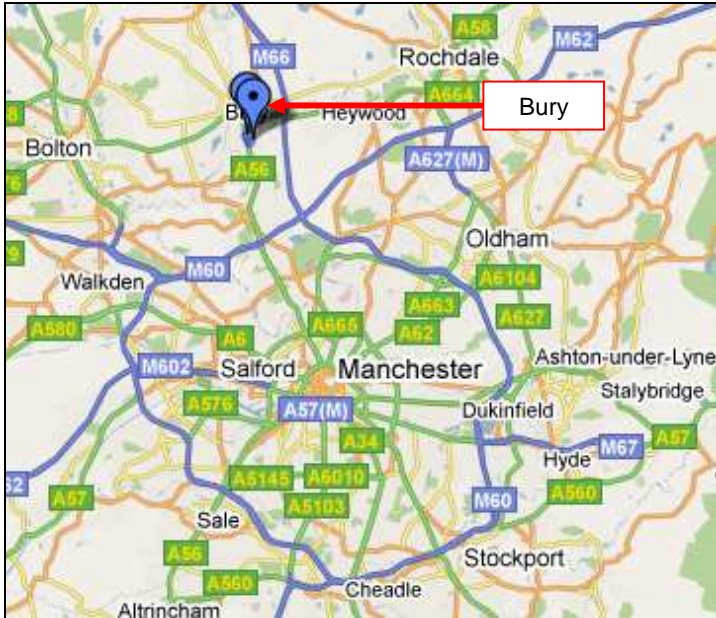 A58
M62
M66
Rochdale
A664
Bury
Heywood
Bolton
A627(M)
A56
Oldham
M60
A6104
Walkden
A663
A627
A580
A6
A665
A62
M602
Salford
Manchester
Ashton-under-Lyne
Stalybridge
A576
A57(M)
Dukinfield
A34
A57
M67
Hyde
A5145
A6010
A560
A57
A5103
M60
Sale
A56
Stockport
A560
Cheadle
Altrincham